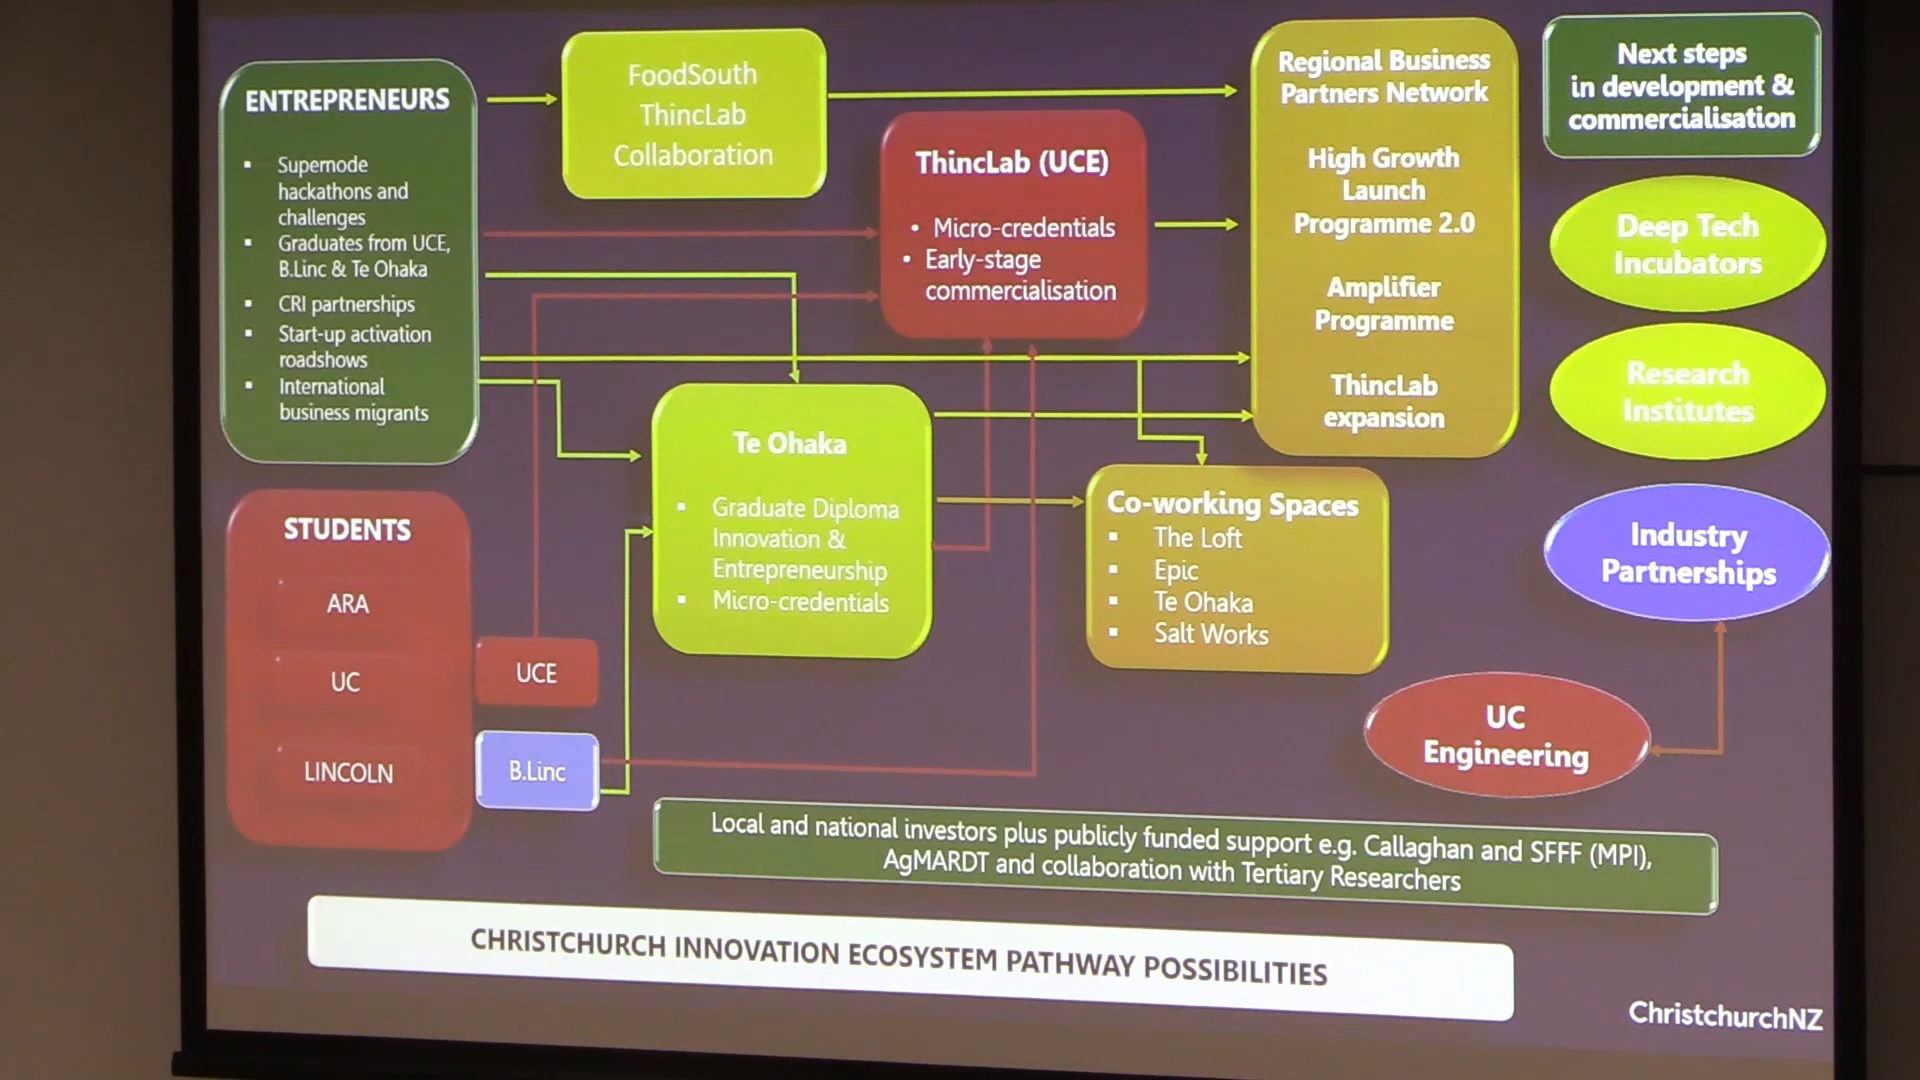 ENTREPRENEURS
Supernode
hackathons and
challenges
Graduates from UCE,
B.Linc & Te Ohaka
CRI partnerships
Start-up activation
roadshows
International
business migrants
FoodSouth
ThincLab
Collaboration
ThincLab (UCE)
Micro-credentials
Early-stage
commercialisation
Regional Business
Partners Network
High Growth
Launch
Programme 2.0
Amplifier
Programme
ThincLab
expansion
Next steps
in development &
commercialisation
Deep Tech
Incubators
Research
Institutes
Industry
Partnerships
STUDENTS
ARA
UC
LINCOLN
UCE
B.Linc
Te Ohaka
Graduate Diploma
Innovation &
Entrepreneurship
Micro-credentials
Co-working Spaces
The Loft
Epic
Te Ohaka
Salt Works
UC
Engineering
Local and national investors plus publicly funded support e.g. Callaghan and SFFF (MPI),
AgMARDT and collaboration with Tertiary Researchers
CHRISTCHURCH INNOVATION ECOSYSTEM PATHWAY POSSIBILITIES
ChristchurchNZ